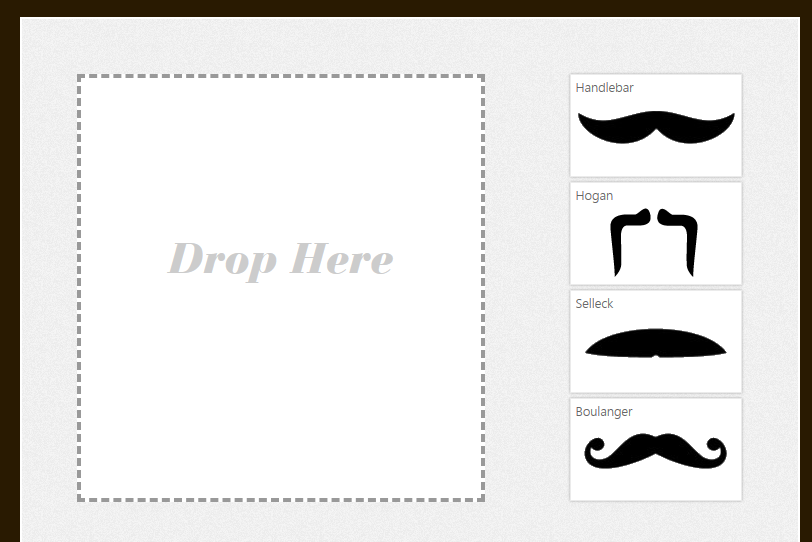 Drop Here
Handlebar
Hogan
Selleck
Boulanger